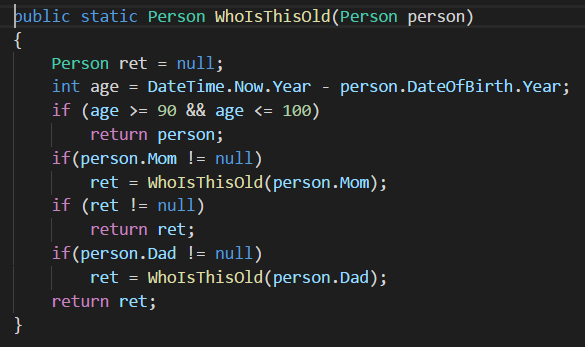 public static Person WhoIsThisOld(Person person)
{
    Person ret = null;
    int age = DateTime.Now.Year - person.DateOfBirth.Year;
    if (age >= 90 && age <= 100)
        return person;
    if(person.Mom != null)
        ret = WhoIsThisOld(person.Mom);
    if (ret != null)
        return ret;
    if(person.Dad != null)
        ret = WhoIsThisOld(person.Dad);
    return ret;
}